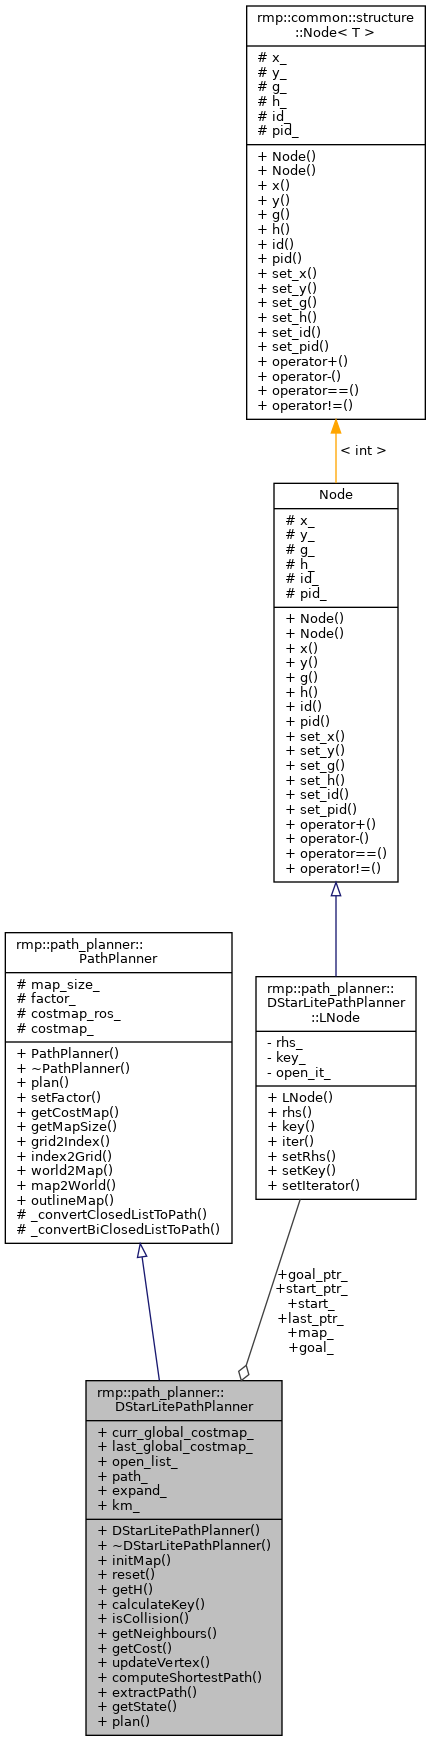 rmp::common::structure
::Node< T >
# x_
# y_
# g_
# h_
# id_
# pid_
+ Node()
+ Node()
+ x()
+ y()
+ g()
+ h()
+ id()
+ pid()
+ set_x()
+ set_y()
+ set_g()
+ set_h()
+ set_id()
+ set_pid()
+ operator+()
+ operator-()
+ operator==()
+ operator!=()
< int >
Node
# x_
# y_
# g_
# h_
# id_
# pid_
+ Node()
+ Node()
+ x()
+ y()
+ g()
+ h()
+ id()
+ pid()
+ set_x()
+ set_y()
+ set_g()
+ set_h()
+ set_id()
+ set_pid()
+ operator+()
+ operator-()
+ operator==()
+ operator!=()
rmp::path_planner::
PathPlanner
# map_size_
# factor_
# costmap_ros_
# costmap_
+ PathPlanner()
+ ~PathPlanner()
+ plan()
+ setFactor()
+ getCostMap()
+ getMapSize()
+ grid2Index()
+ index2Grid()
+ world2Map()
+ map2World()
+ outlineMap()
# _convertClosedListToPath()
# _convertBiClosedListToPath()
rmp::path_planner::
DStarLitePathPlanner
::LNode
- rhs_
- key_
- open_it_
+ LNode()
+ rhs()
+ key()
+ iter()
+ setRhs()
+ setKey()
+ setIterator()
+goal_ptr_
+start_ptr_
+start_
+last_ptr_
+map_
+goal_
rmp::path_planner::
DStarLitePathPlanner
+ curr_global_costmap_
+ last_global_costmap_
+ open_list_
+ path_
+ expand_
+ km_
+ DStarLitePathPlanner()
+ ~DStarLitePathPlanner()
+ initMap()
+ reset()
+ getH()
+ calculateKey()
+ isCollision()
+ getNeighbours()
+ getCost()
+ updateVertex()
+ computeShortestPath()
+ extractPath()
+ getState()
+ plan()